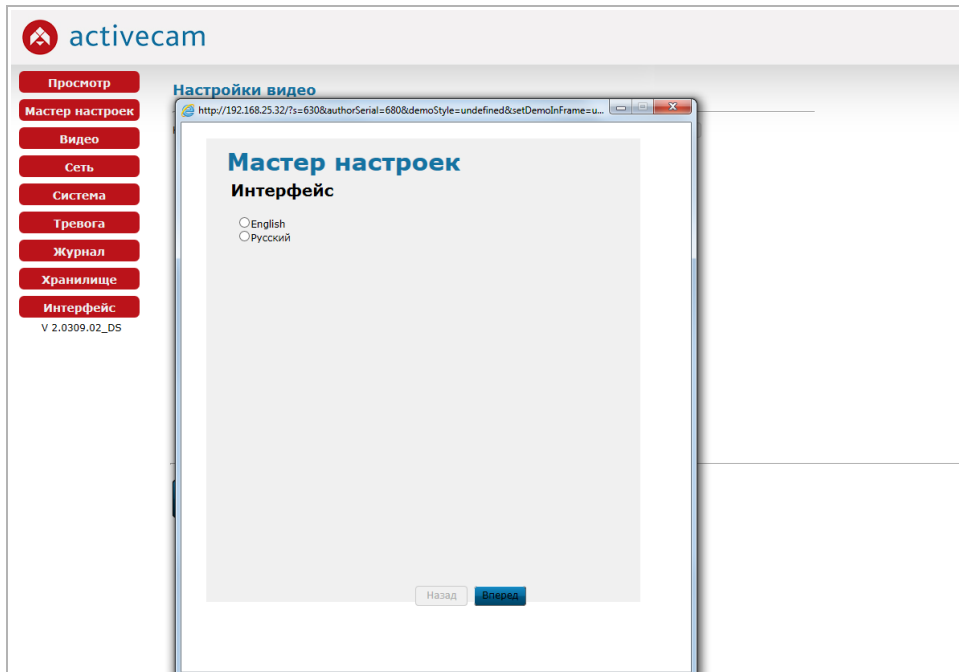 activecam
Просмотр
Мастер настроек
Видео
Сеть
Система
Тревога
Журнал
Хранилище
Интерфейс
V 2.0309.02_DS
Настройки видео
http://192.168.25.32/?s=630&authorSerial=680&demoStyle=undefined&setDemoInFrame=u...
Мастер настроек
Интерфейс
English
Русский
Назад
Вперед